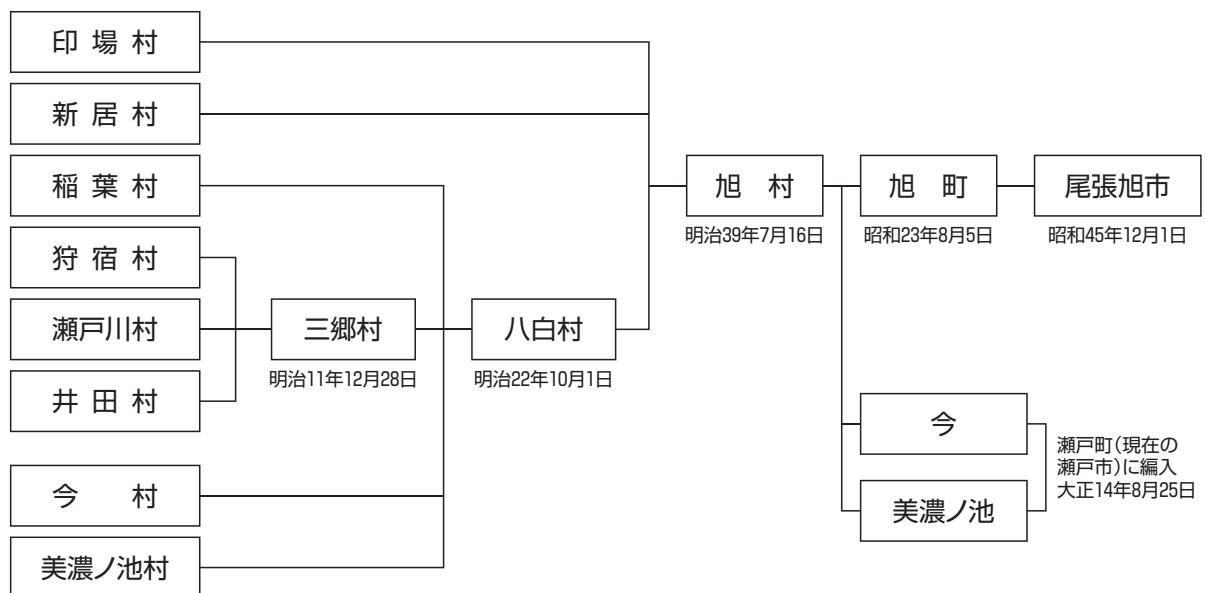 印場村
新居村
稲葉村
狩宿村
瀬戸川村
井田村
今 村
美濃ノ池村
三郷村
明治11年12月28日
八白村
明治22年10月1日
旭 村
明治39年7月16日
旭 町
昭和23年8月5日
尾張旭市
昭和45年12月1日
今
美濃ノ池
瀬戸町(現在の
瀬戸市)に編入
大正14年8月25日